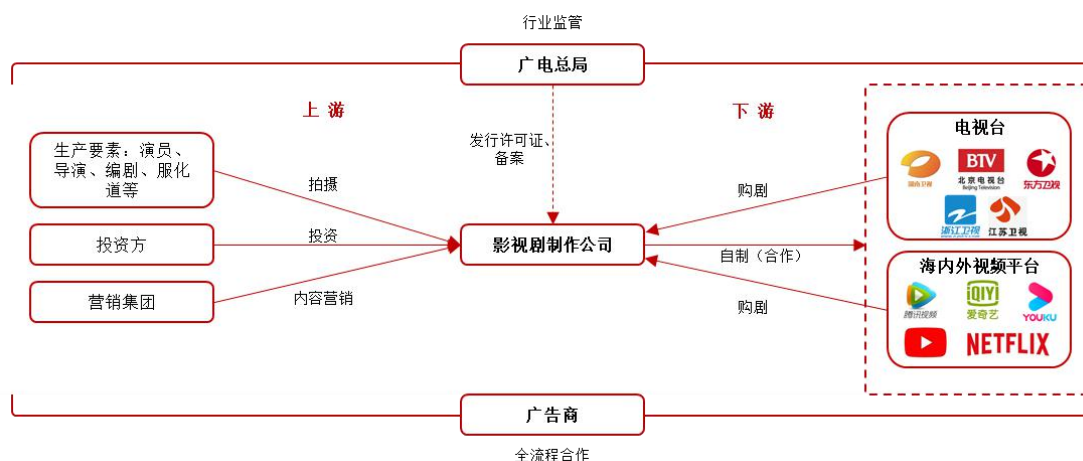 行业监管
广电总局
上 游
下 游
生产要素：演员、
导演、编剧、服化
道等
投资方
营销集团
拍摄
投资
内容营销
发行许可证、
备案
影视剧制作公司
购剧
自制（合作）
购剧
电视台
湖南卫视
BTV
北京电视台
Beijing Television
东方卫视
浙江卫视
江苏卫视
海内外视频平台
腾讯视频
iQIYI
爱奇艺
YOUKU
NETFLIX
广告商
全流程合作